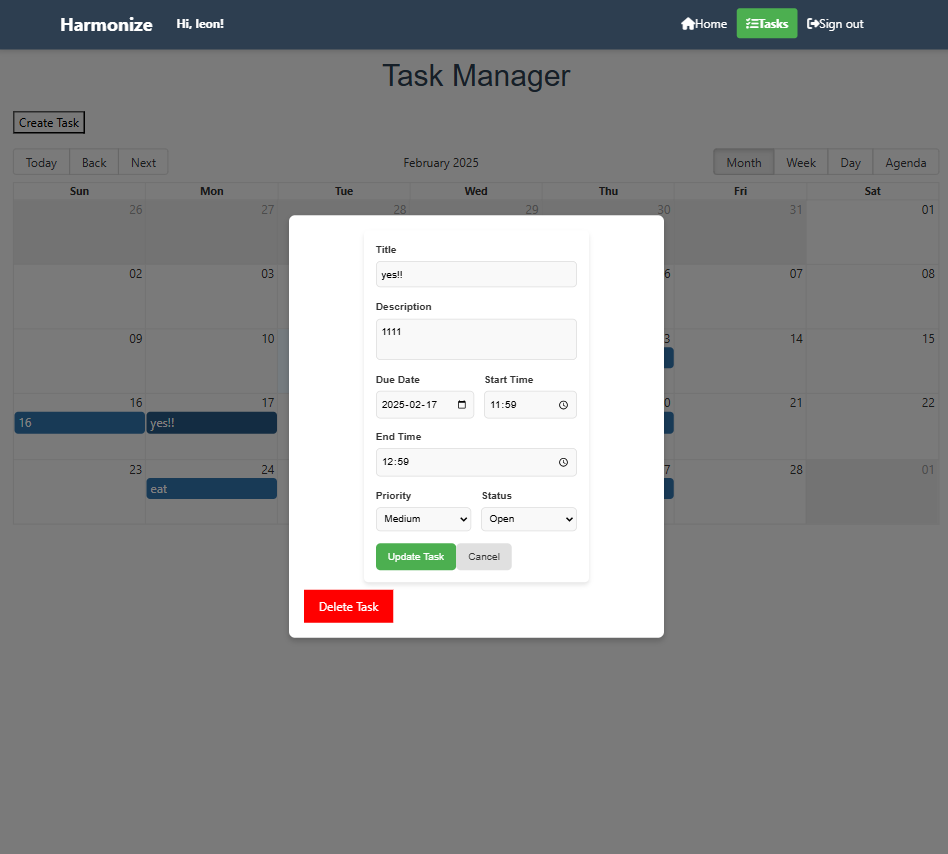 Harmonize Hi, leon! Home Tasks Sign out
Task Manager
Create Task
Today Back Next February 2025 Month Week Day Agenda
Sun Mon Tue Wed Thu Fri Sat
26 27 28 29 30 31 01
Title
yes!!
02 03 6 07 08
Description
1111
09 10 3 14 15
Due Date Start Time
2025-02-17 11:59
16 17 0 21 22
16 yes!!
End Time
12:59
23 24 7 28 01
eat
Priority Status
Medium Open
Update Task Cancel
Delete Task